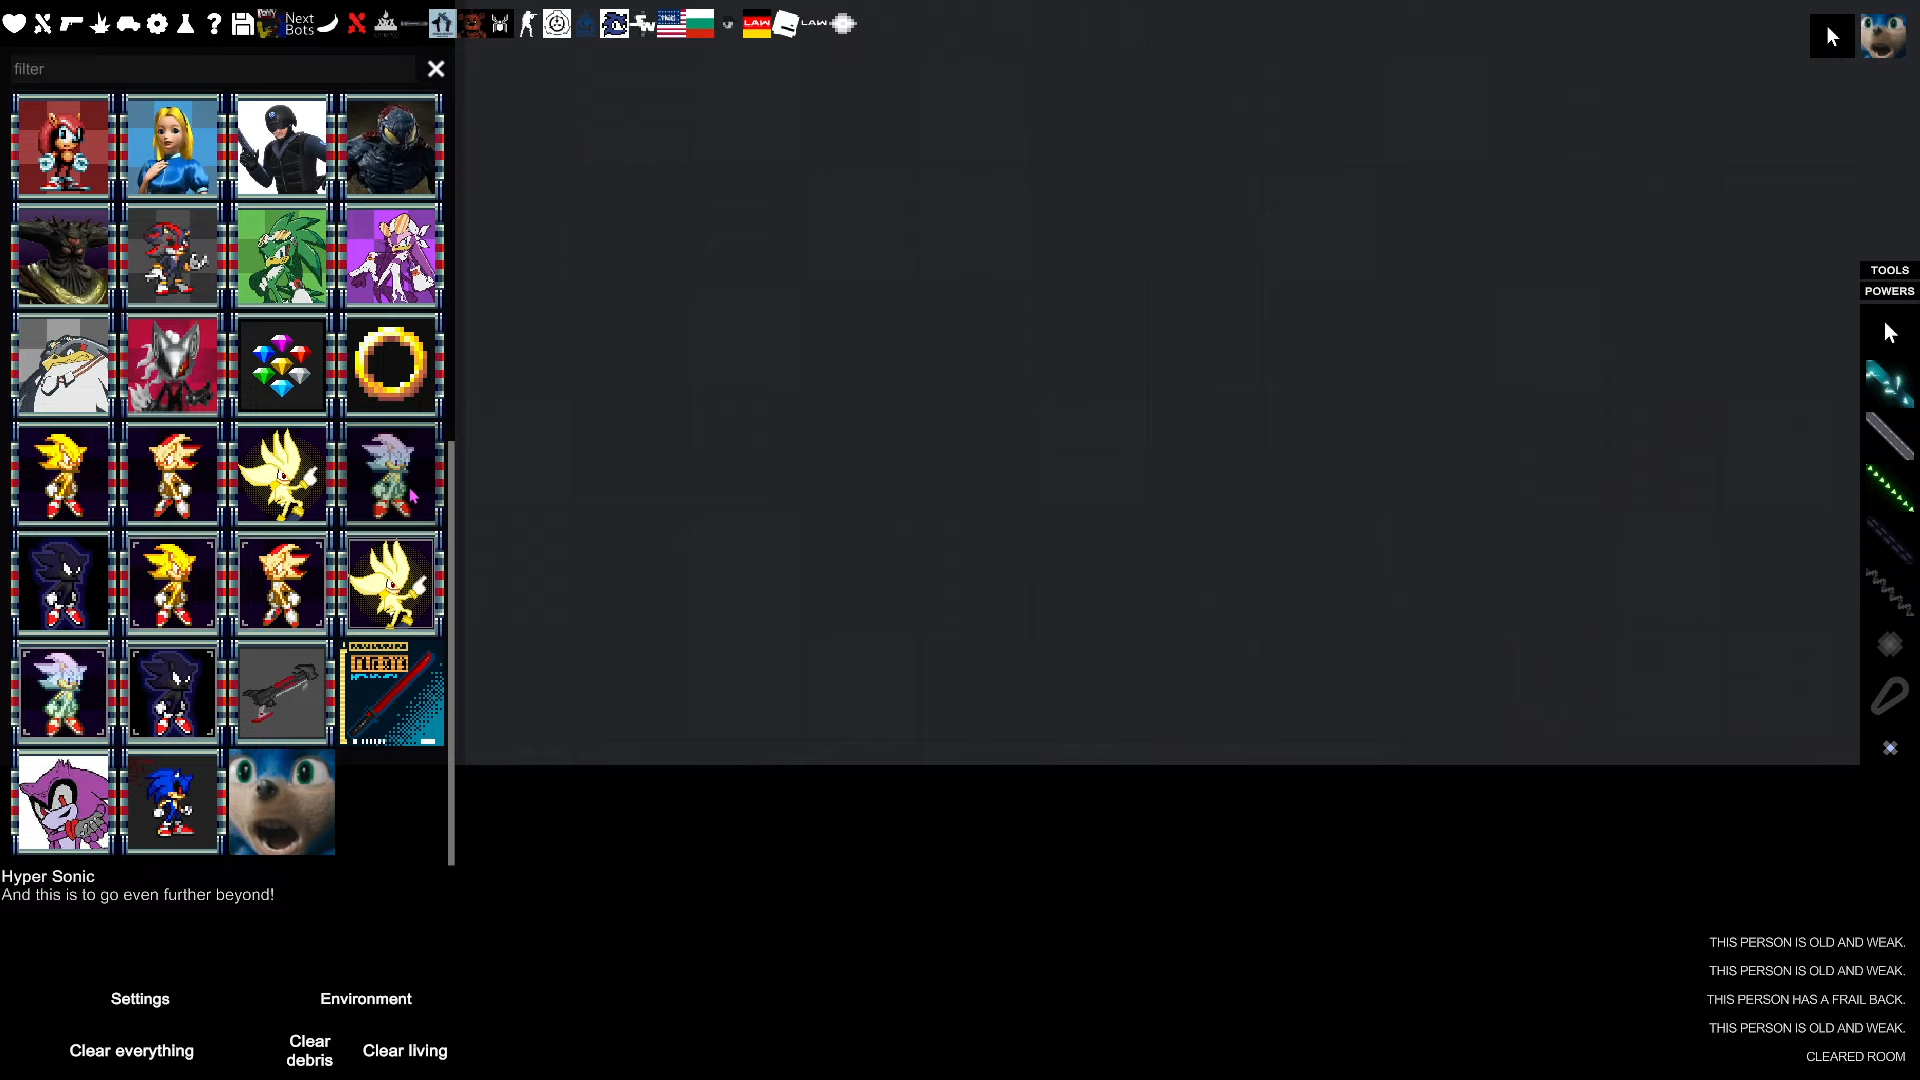 Next
Bots
LAW
LAW
filter
TOOLS
POWERS
Hyper Sonic
And this is to go even further beyond!
Settings
Environment
Clear everything
Clear
debris
Clear living
THIS PERSON IS OLD AND WEAK.
THIS PERSON IS OLD AND WEAK.
THIS PERSON HAS A FRAIL BACK.
THIS PERSON IS OLD AND WEAK.
CLEARED ROOM